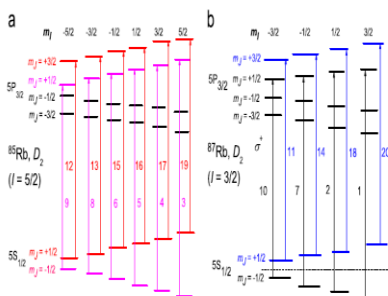 a
m_I -5/2 -3/2 -1/2 1/2 3/2 5/2
m_J = +3/2
m_J = +1/2
5P_3/2
m_J = -1/2
m_J = -3/2
85Rb, D_2
(I = 5/2)
12 13 15 16 17 19
9 8 6 5 4 3
m_J = +1/2
5S_1/2
m_J = -1/2
b
m_I -3/2 -1/2 1/2 3/2
m_J = +3/2
5P_3/2
m_J = +1/2
m_J = -1/2
m_J = -3/2
87Rb, D_2
σ+
(I = 3/2)
11 14 18 20
10 7 2 1
m_J = +1/2
5S_1/2
m_J = -1/2